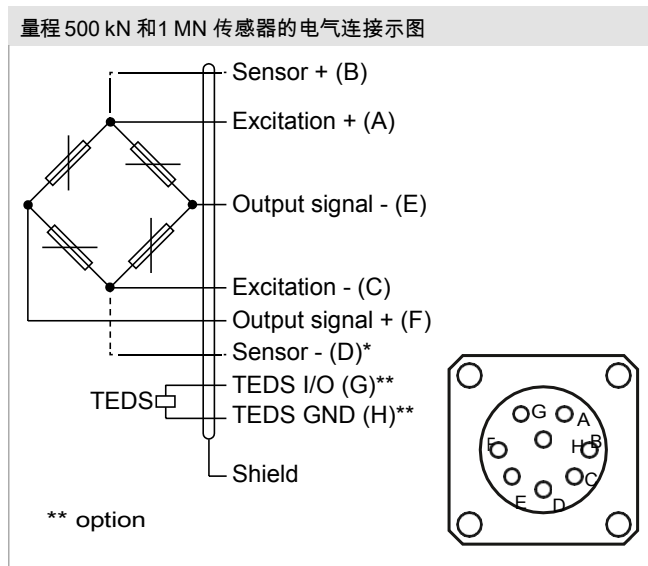 量程 500 kN 和1 MN 传感器的电气连接示图
Sensor + (B)
Excitation + (A)
Output signal - (E)
Excitation - (C)
Output signal + (F)
Sensor - (D)*
TEDS I/O (G)**
TEDS
TEDS GND (H)**
Shield
** option
G
A
F
H
B
C
E
D